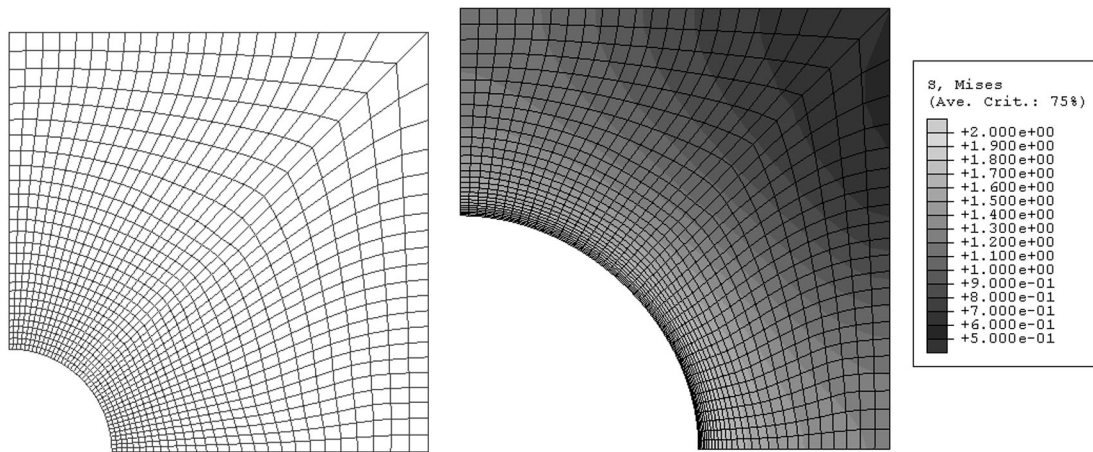 S, Mises
(Ave. Crit.: 75%)
+2.000e+00
+1.900e+00
+1.800e+00
+1.700e+00
+1.600e+00
+1.500e+00
+1.400e+00
+1.300e+00
+1.200e+00
+1.100e+00
+1.000e+00
+9.000e-01
+8.000e-01
+7.000e-01
+6.000e-01
+5.000e-01